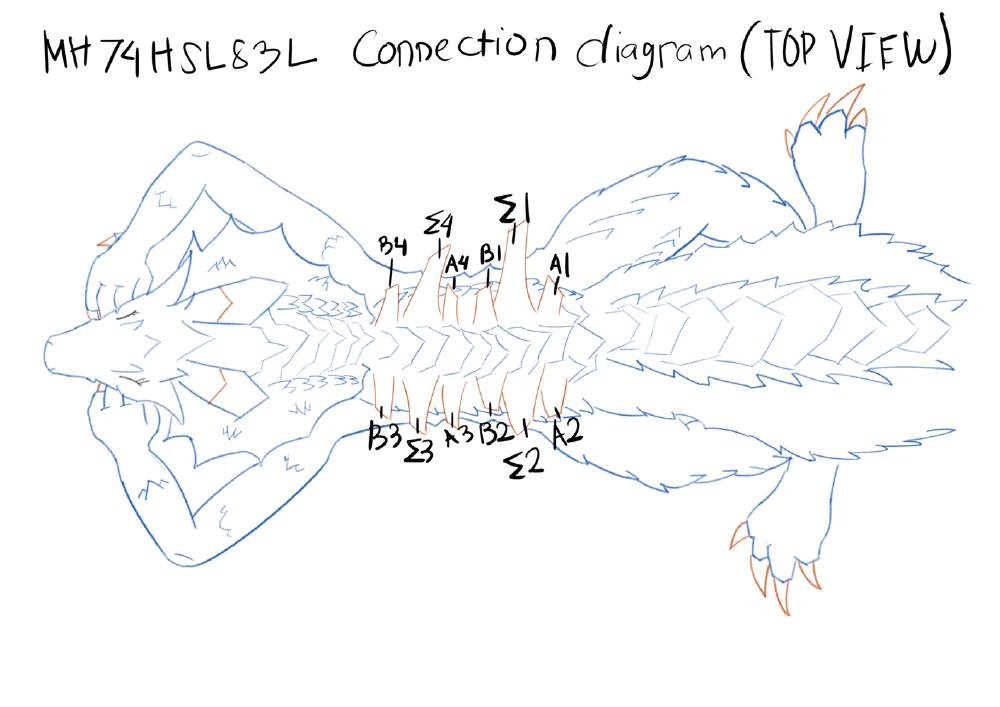 MH74HSL83L Connection diagram (TOP VIEW)
B4 Σ4 A4 B1 Σ1 A1
B3 Σ3 A3 B2 Σ2 A2